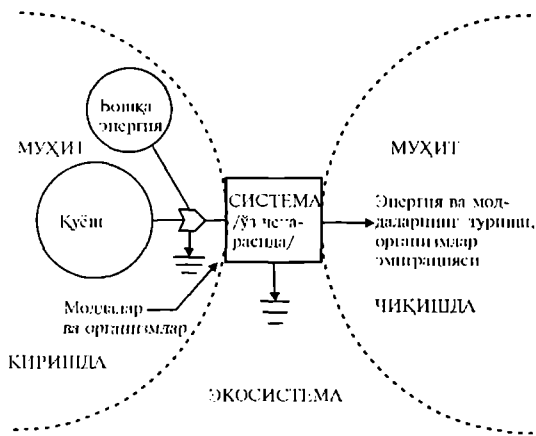 Бошқа
энергия
МУҲИТ
Қуёш
СИСТЕМА
/ўз чега-
расида/
Моддалар
ва организмлар
КИРИШДА
МУҲИТ
Энергия ва мод-
даларнинг туриши,
организмлар
эмиграцияси
ЧИҚИШДА
ЭКОСИСТЕМА